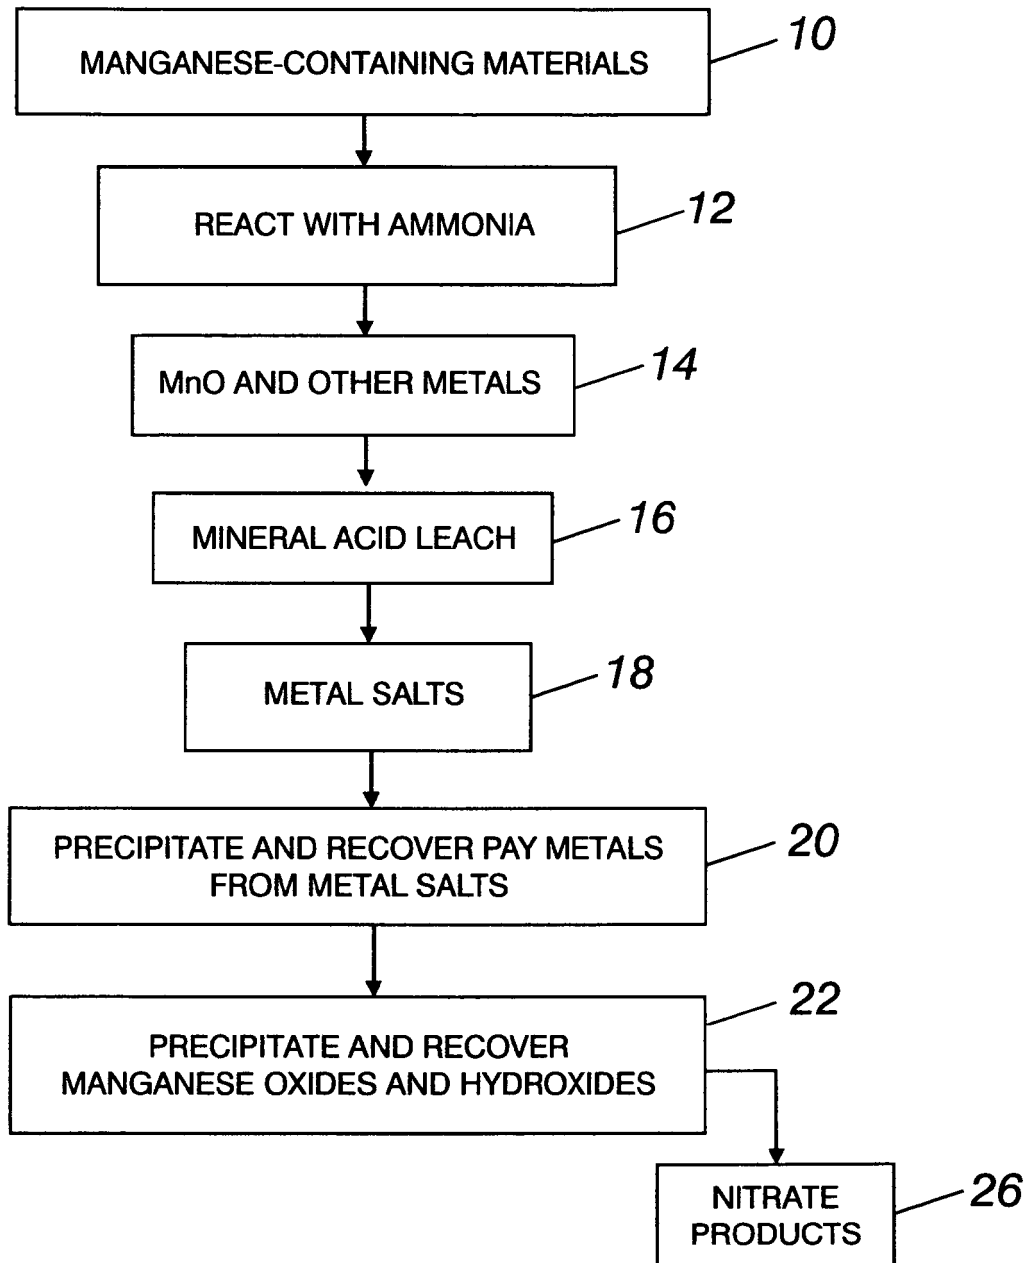 MANGANESE-CONTAINING MATERIALS
10
REACT WITH AMMONIA
12
MnO AND OTHER METALS
14
MINERAL ACID LEACH
16
METAL SALTS
18
PRECIPITATE AND RECOVER PAY METALS
FROM METAL SALTS
20
PRECIPITATE AND RECOVER
MANGANESE OXIDES AND HYDROXIDES
22
NITRATE
PRODUCTS
26